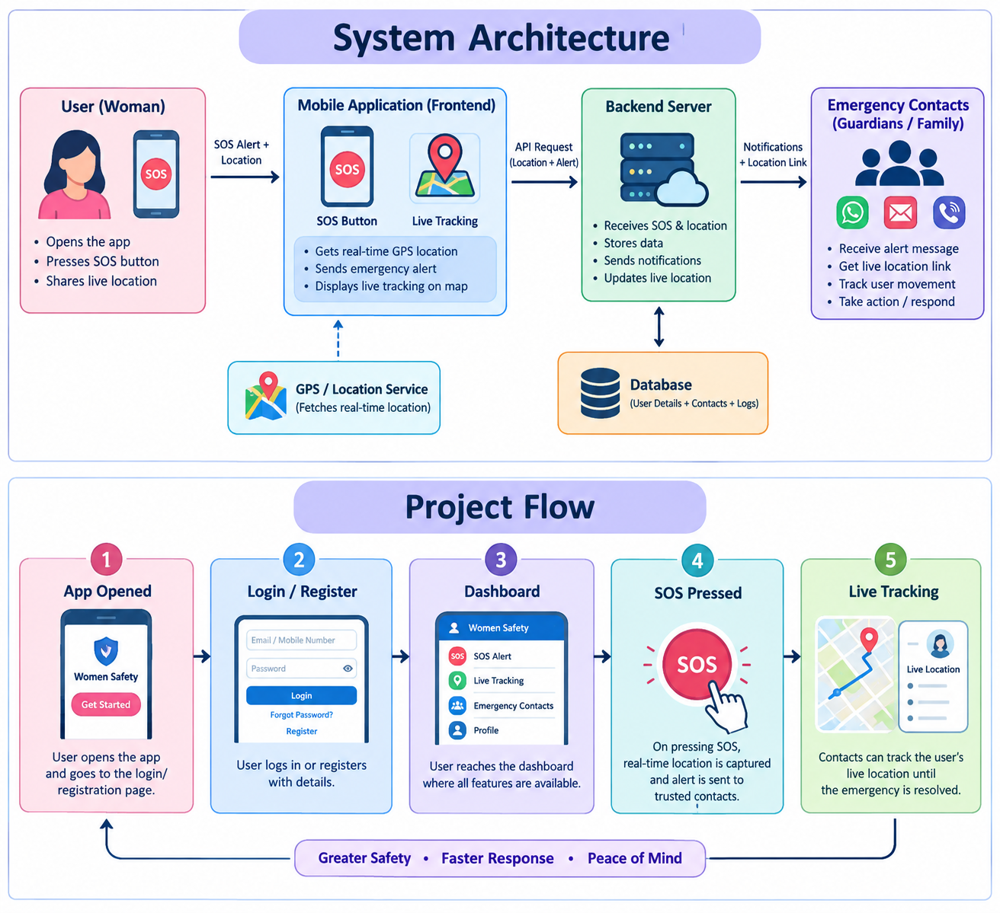 System Architecture
User (Woman)
SOS
• Opens the app
• Presses SOS button
• Shares live location
SOS Alert +
Location
Mobile Application (Frontend)
SOS
SOS Button
Live Tracking
• Gets real-time GPS location
• Sends emergency alert
• Displays live tracking on map
API Request
(Location + Alert)
Backend Server
• Receives SOS & location
• Stores data
• Sends notifications
• Updates live location
Notifications
+ Location Link
Emergency Contacts
(Guardians / Family)
• Receive alert message
• Get live location link
• Track user movement
• Take action / respond
GPS / Location Service
(Fetches real-time location)
Database
(User Details + Contacts + Logs)
Project Flow
1
App Opened
Women Safety
Get Started
User opens the app
and goes to the login/
registration page.
2
Login / Register
Email / Mobile Number
Password
Login
Forgot Password?
Register
User logs in or registers
with details.
3
Dashboard
Women Safety
SOS SOS Alert
Live Tracking
Emergency Contacts
Profile
User reaches the dashboard
where all features are available.
4
SOS Pressed
SOS
On pressing SOS,
real-time location is captured
and alert is sent to
trusted contacts.
5
Live Tracking
Live Location
Contacts can track the user's
live location until
the emergency is resolved.
Greater Safety • Faster Response • Peace of Mind